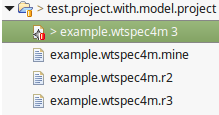 > test.project.with.model.project
> example.wtspec4m 3
example.wtspec4m.mine
example.wtspec4m.r2
example.wtspec4m.r3